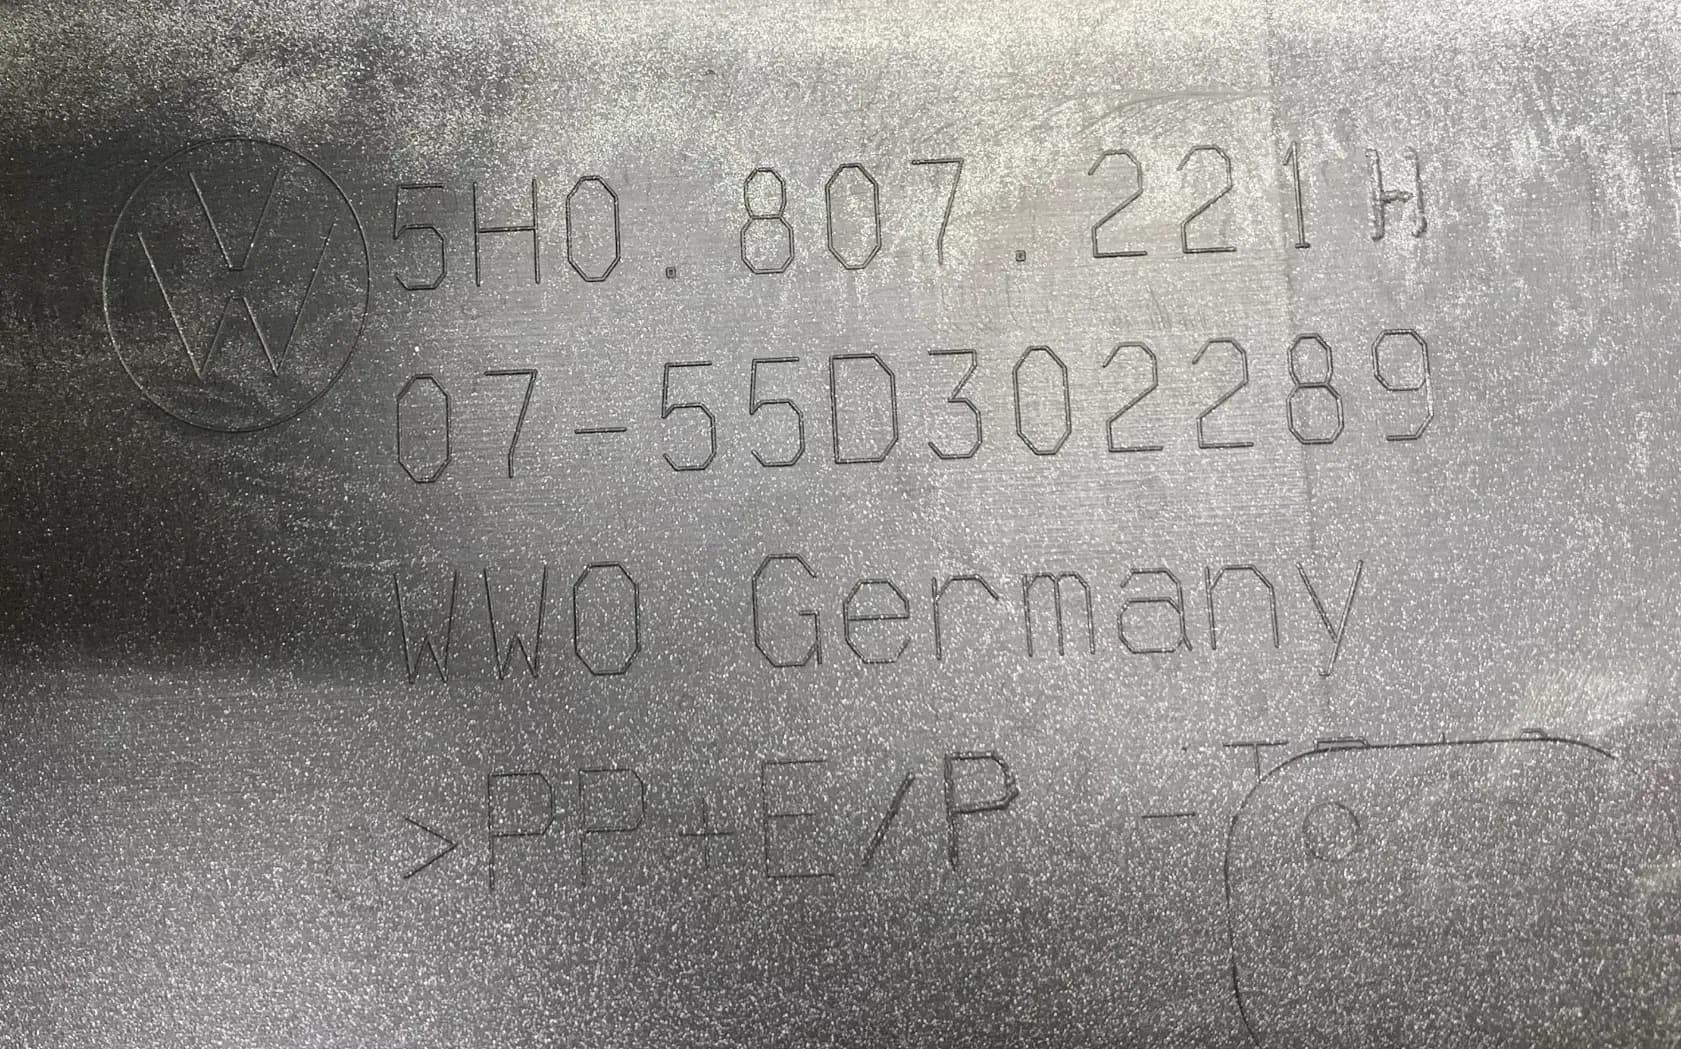 5H0.807.221H
07-55D302289
WWO Germany
>PP+E/P -T